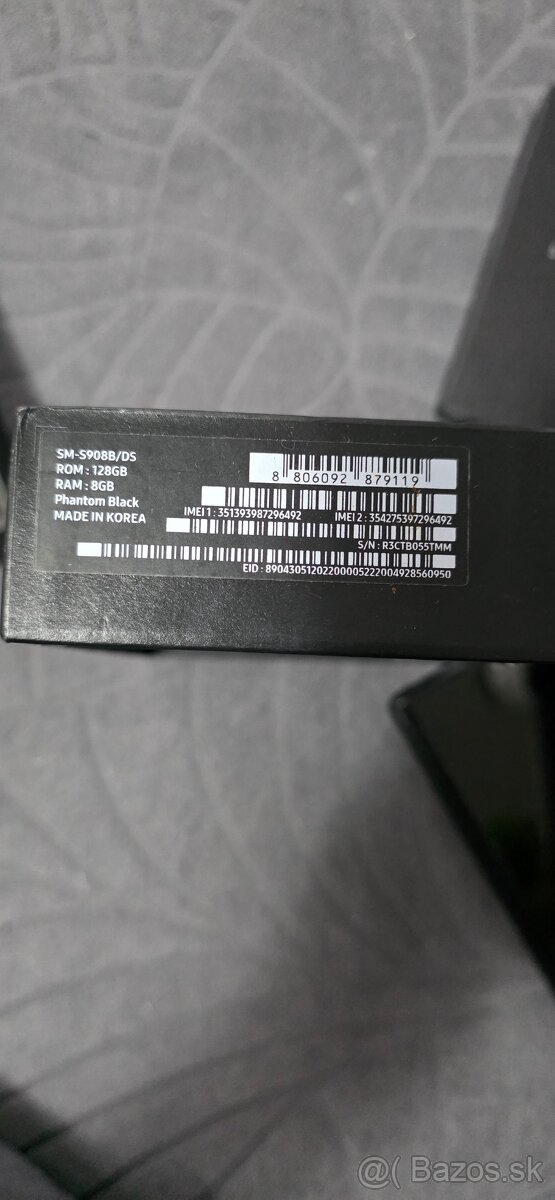 SM-S908B/DS
ROM : 128GB
RAM : 8GB
Phantom Black
MADE IN KOREA
8 806092 879119
IMEI 1 : 351393987296492 IMEI 2 : 354275397296492
S/N : R3CTB055TMM
EID : 89043051202200005222004928560950
@( Bazos.sk